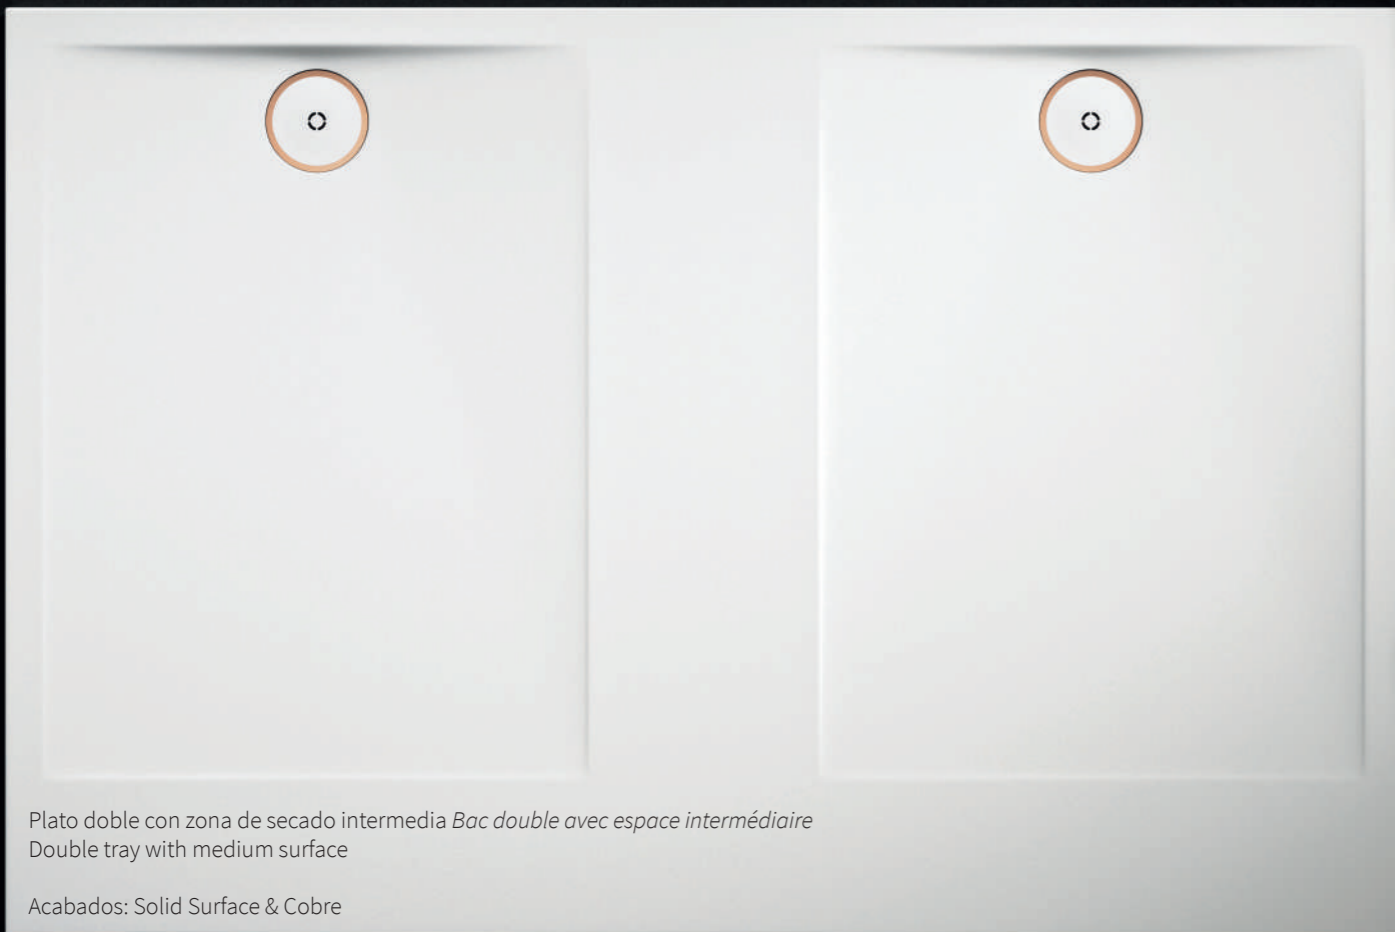 Plato doble con zona de secado intermedia Bac double avec espace intermédiaire
Double tray with medium surface
Acabados: Solid Surface & Cobre